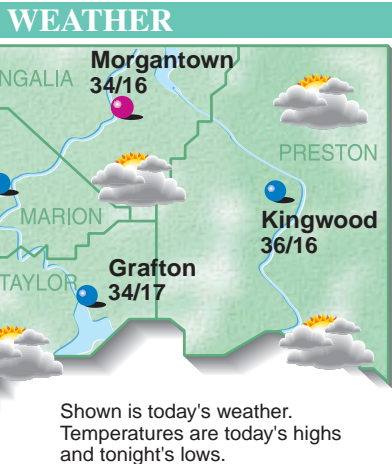 WEATHER
Morgantown
34/16
NGALIA
PRESTON
MARION
Kingwood
36/16
Grafton
34/17
TAYLOR
Shown is today's weather.
Temperatures are today's highs
and tonight's lows.